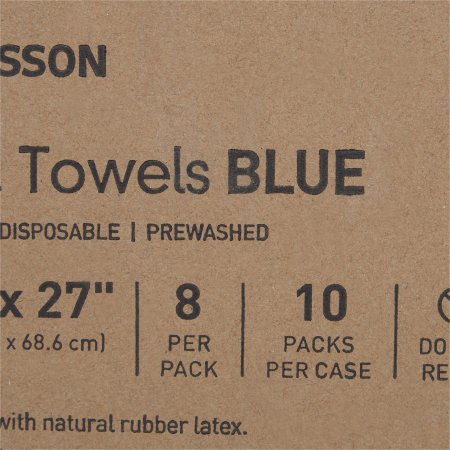 SSON
. Towels BLUE
DISPOSABLE | PREWASHED
x 27" | 8 PER PACK | 10 PACKS PER CASE | DO RE
x 68.6 cm)
with natural rubber latex.